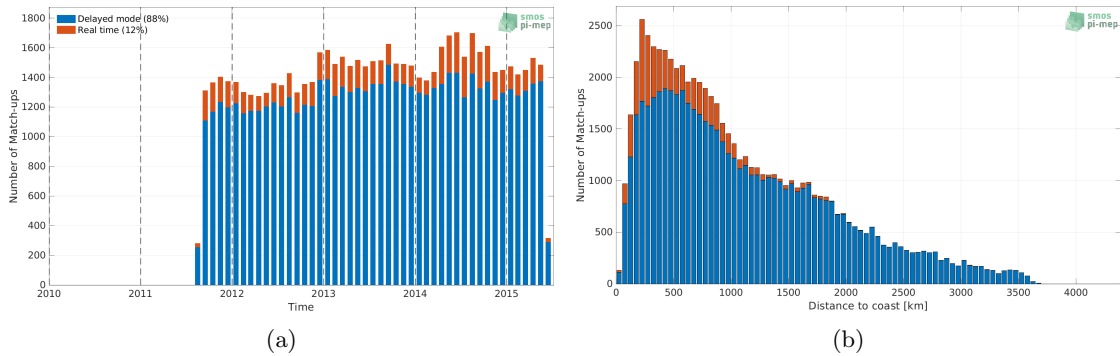 Delayed mode (88%)
Real time (12%)
smos
pi-mep
1800
1600
1400
1200
1000
800
600
400
200
0
Number of Match-ups
2010 2011 2012 2013 2014 2015
Time
(a)
smos
pi-mep
2500
2000
1500
1000
500
0
Number of Match-ups
0 500 1000 1500 2000 2500 3000 3500 4000
Distance to coast [km]
(b)